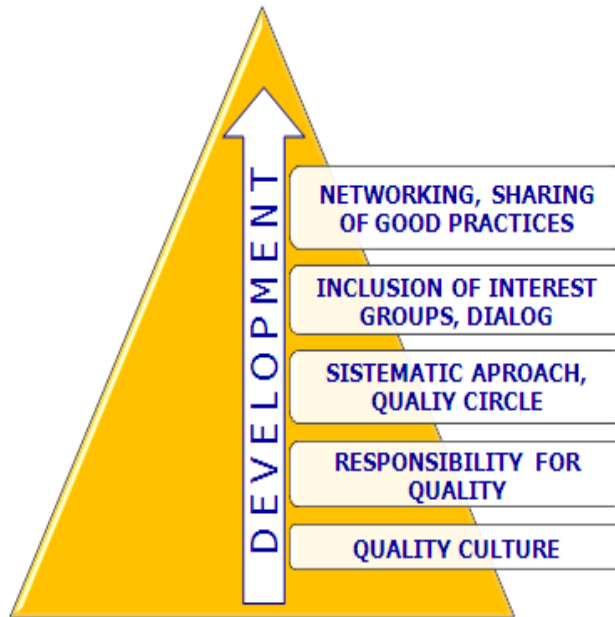 DEVELOPMENT
NETWORKING, SHARING
OF GOOD PRACTICES
INCLUSION OF INTEREST
GROUPS, DIALOG
SISTEMATIC APROACH,
QUALIY CIRCLE
RESPONSIBILITY FOR
QUALITY
QUALITY CULTURE